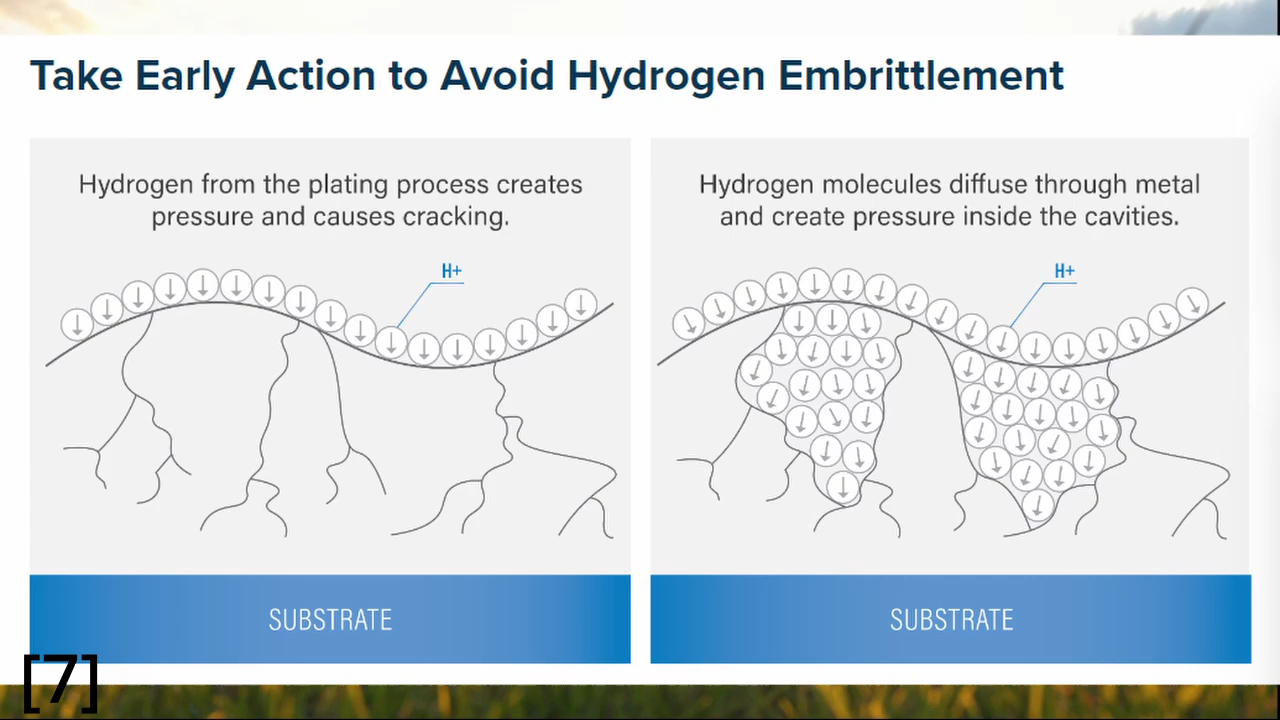 Take Early Action to Avoid Hydrogen Embrittlement
Hydrogen from the plating process creates
pressure and causes cracking.
H+
SUBSTRATE
Hydrogen molecules diffuse through metal
and create pressure inside the cavities.
H+
SUBSTRATE
[7]